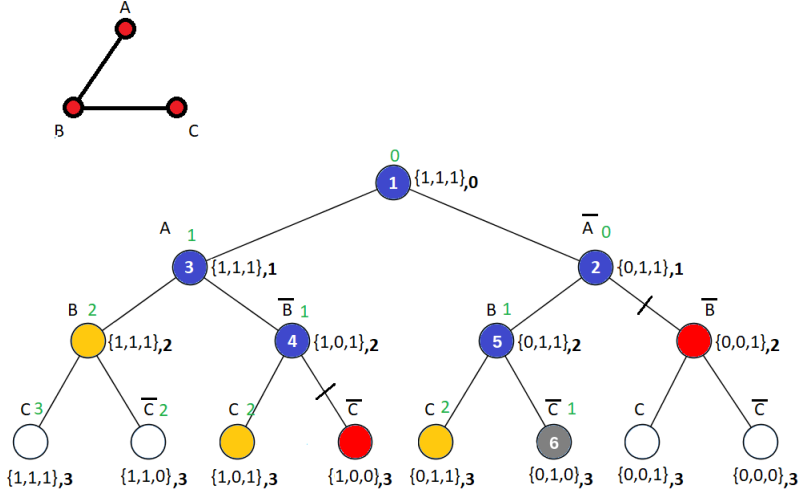 A
B
C
0
1
{1,1,1},0
A
1
A
0
3
{1,1,1},1
2
{0,1,1},1
B 2
B 1
B 1
B
{1,1,1},2
4
{1,0,1},2
5
{0,1,1},2
{0,0,1},2
C 3
C 2
C 2
C
C 2
C 1
C
C
6
{1,1,1},3
{1,1,0},3
{1,0,1},3
{1,0,0},3
{0,1,1},3
{0,1,0},3
{0,0,1},3
{0,0,0},3